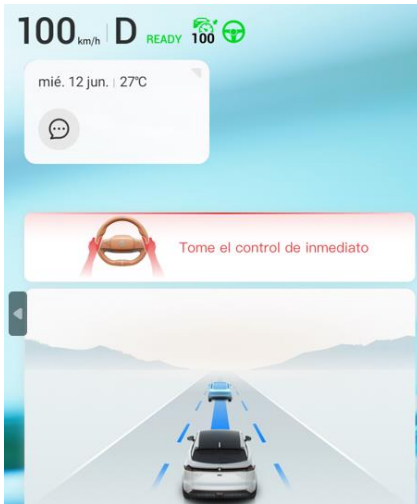 100 km/h D READY 100
mié. 12 jun. 27℃
Tome el control de inmediato